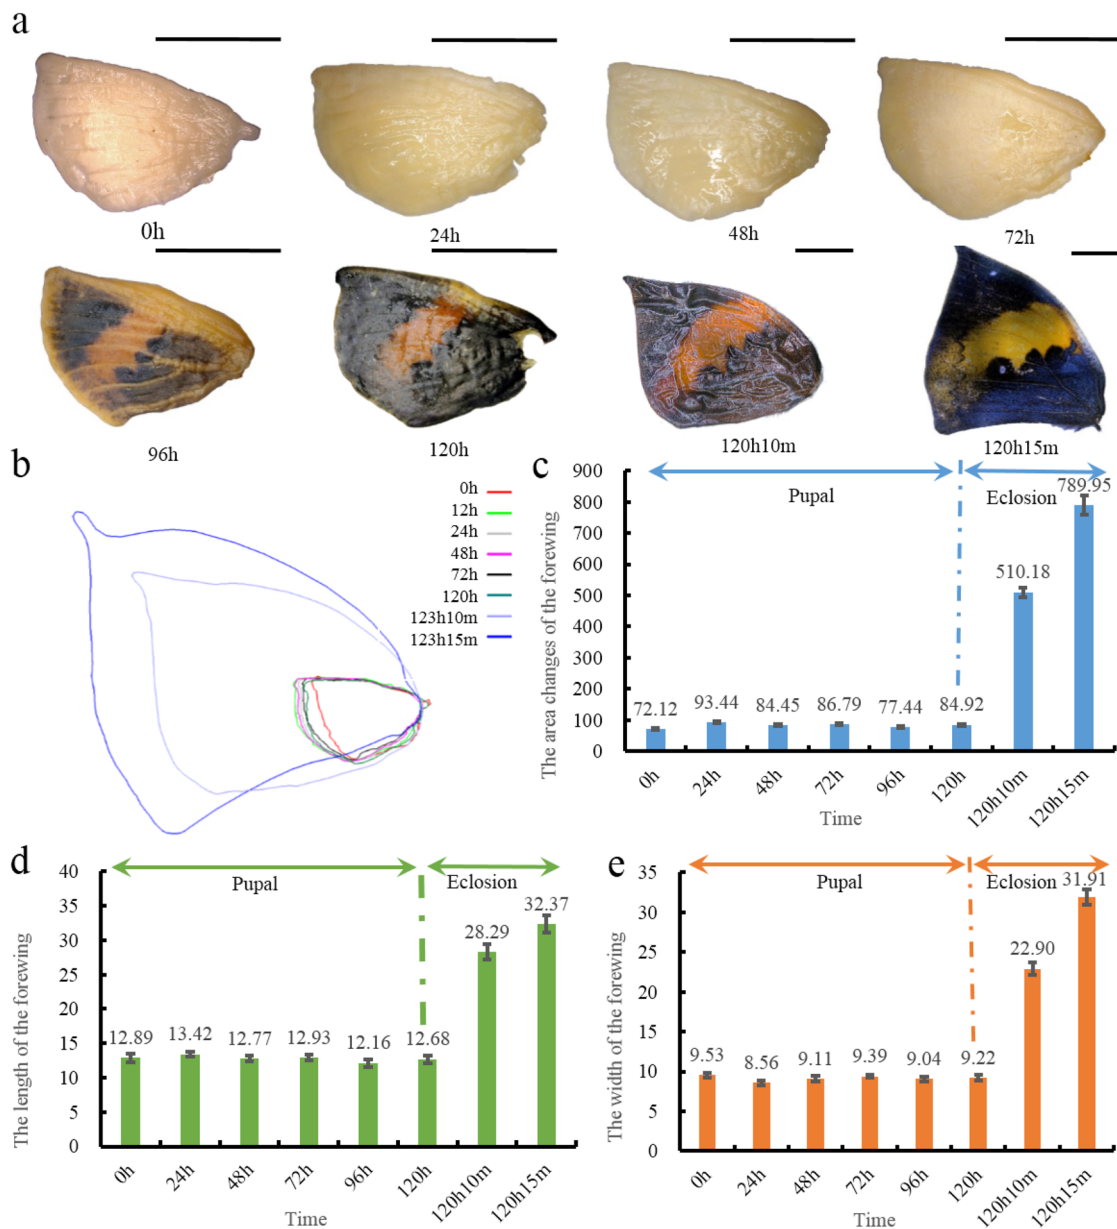 a
0h
24h
48h
72h
96h
120h
120h10m
120h15m
b
0h
12h
24h
48h
72h
120h
123h10m
123h15m
c
The area changes of the forewing
900
800
700
600
500
400
300
200
100
0
Pupal
Eclosion
72.12
93.44
84.45
86.79
77.44
84.92
510.18
789.95
0h
24h
48h
72h
96h
120h
120h10m
120h15m
Time
d
The length of the forewing
40
35
30
25
20
15
10
5
0
Pupal
Eclosion
12.89
13.42
12.77
12.93
12.16
12.68
28.29
32.37
0h
24h
48h
72h
96h
120h
120h10m
120h15m
Time
e
The width of the forewing
35
30
25
20
15
10
5
0
Pupal
Eclosion
9.53
8.56
9.11
9.39
9.04
9.22
22.90
31.91
0h
24h
48h
72h
96h
120h
120h10m
120h15m
Time